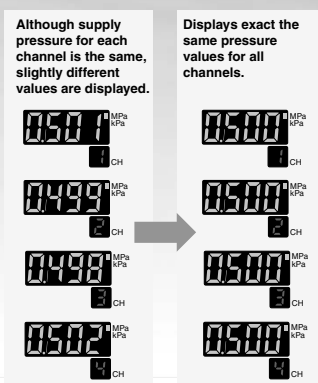 Although supply
pressure for each
channel is the same,
slightly different
values are displayed.
0.501 MPa
kPa
1 CH
0.499 MPa
kPa
2 CH
0.498 MPa
kPa
3 CH
0.502 MPa
kPa
4 CH
Displays exact the
same pressure
values for all
channels.
0.500 MPa
kPa
1 CH
0.500 MPa
kPa
2 CH
0.500 MPa
kPa
3 CH
0.500 MPa
kPa
4 CH